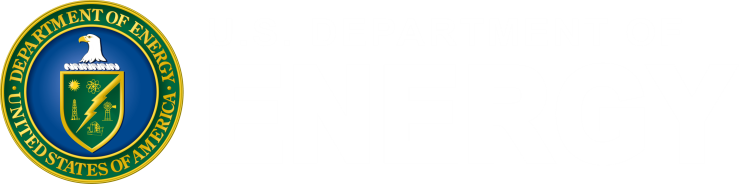 DEPARTMENT OF ENERGY
UNITED STATES OF AMERICA